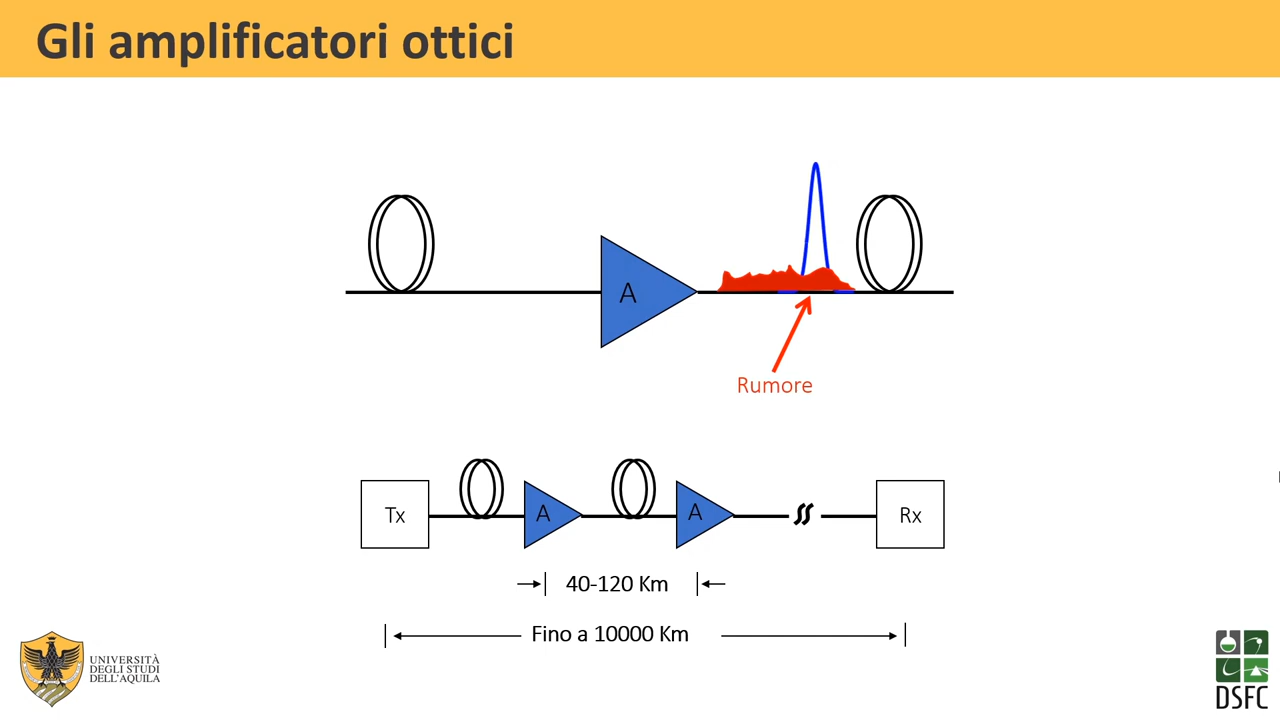 Gli amplificatori ottici
A
Rumore
Tx
A
A
Rx
40-120 Km
Fino a 10000 Km
UNIVERSITÀ
DEGLI STUDI
DELL'AQUILA
DSFC